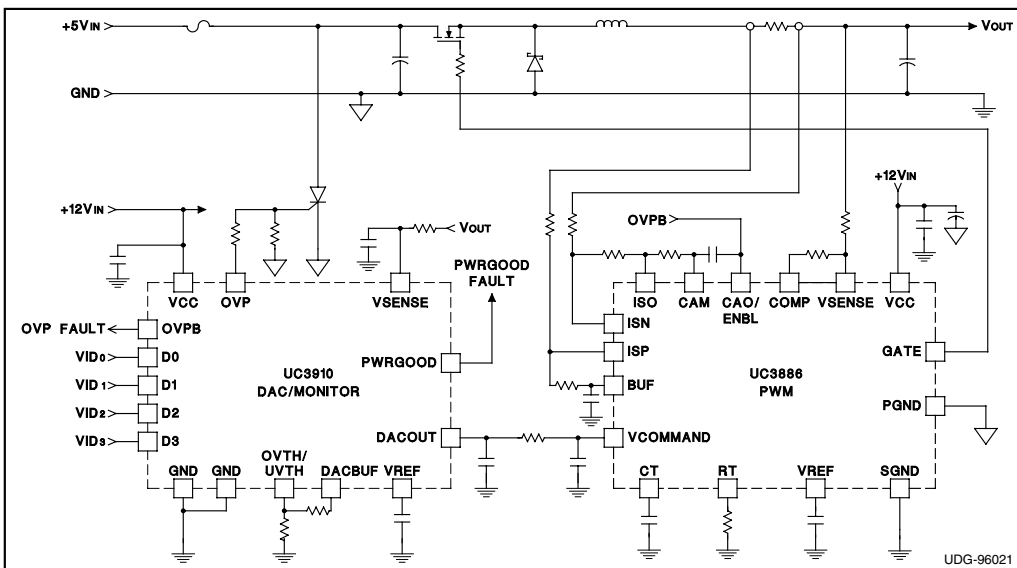 +5VIN
VOUT
GND
+12VIN
+12VIN
OVPB
VOUT
PWRGOOD
FAULT
VCC
OVP
VSENSE
ISO
CAM
CAO/
ENBL
COMP
VSENSE
VCC
OVP FAULT
OVPB
ISN
VID0
D0
PWRGOOD
ISP
GATE
VID1
D1
UC3910
DAC/MONITOR
BUF
UC3886
PWM
VID2
D2
PGND
VID3
D3
DACOUT
VCOMMAND
GND
GND
OVTH/
UVTH
DACBUF
VREF
CT
RT
VREF
SGND
UDG-96021